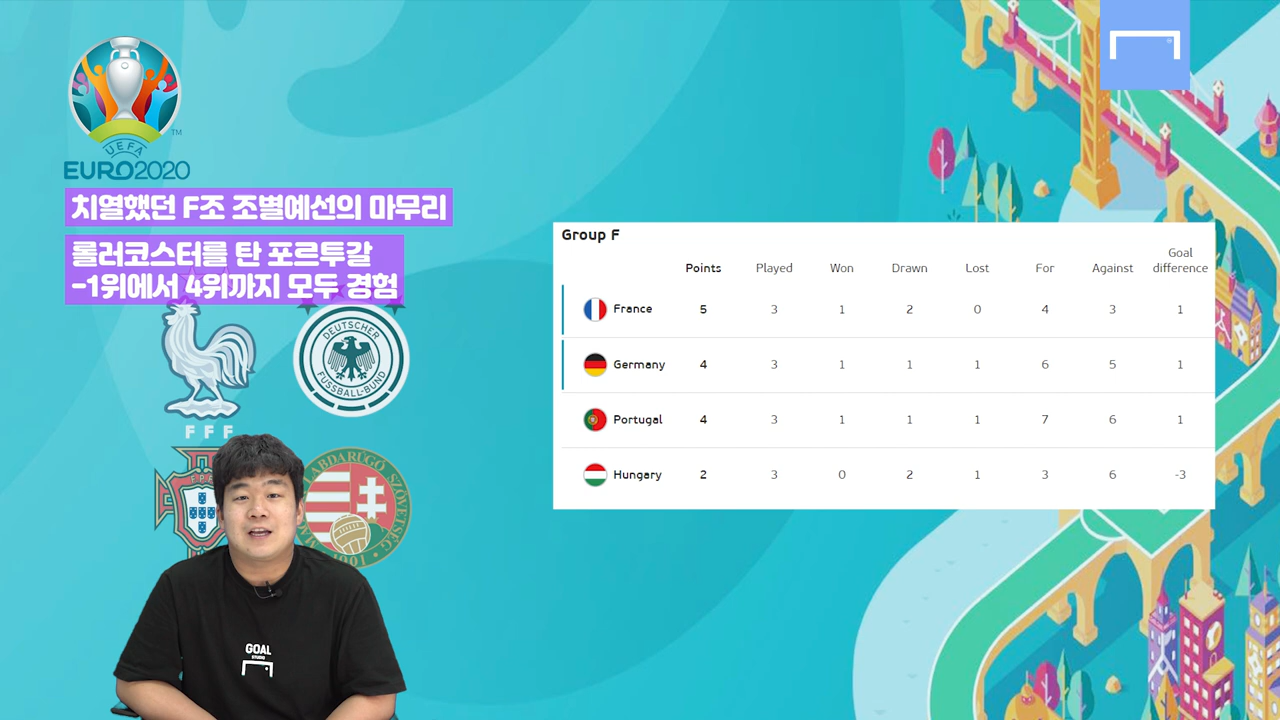 UEFA
TM
EURO2020
치열했던 F조 조별예선의 마무리
롤러코스터를 탄 포르투갈
-1위에서 4위까지 모두 경험
DEUTSCHER
FUSSBALL-BUND
FFF
GOAL
STUDIO
Group F
Points Played Won Drawn Lost For Against Goal difference
France 5 3 1 2 0 4 3 1
Germany 4 3 1 1 1 6 5 1
Portugal 4 3 1 1 1 7 6 1
Hungary 2 3 0 2 1 3 6 -3